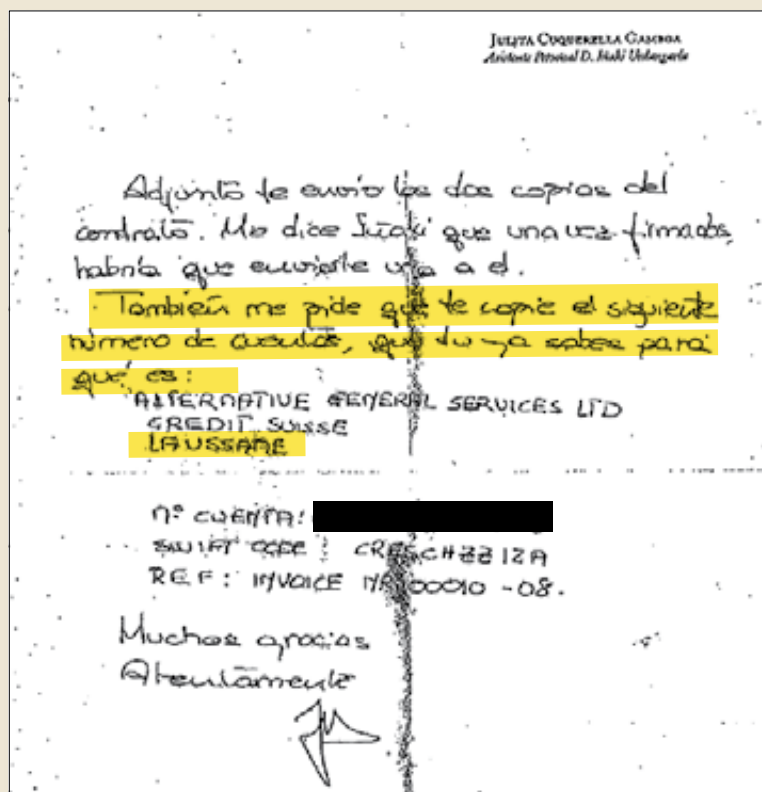 JULITA CUQUERELLA GAMBOA
Asistente Personal D. Iñaki Urdangarin
Adjunto te envío las dos copias del
contrato. Me dice Iñaki que una vez firmados,
habría que enviarle una a el.
También me pide que te copie el siguiente
número de cuenta, que tu ya sabes para
qué es:
ALTERNATIVE GENERAL SERVICES LTD
CREDIT SUISSE
LAUSSANE
nº CUENTA:
SWIFT CODE: CRESCHZZ12A
REF: INVOICE NR 00010-08.
Muchas gracias
Atentamente